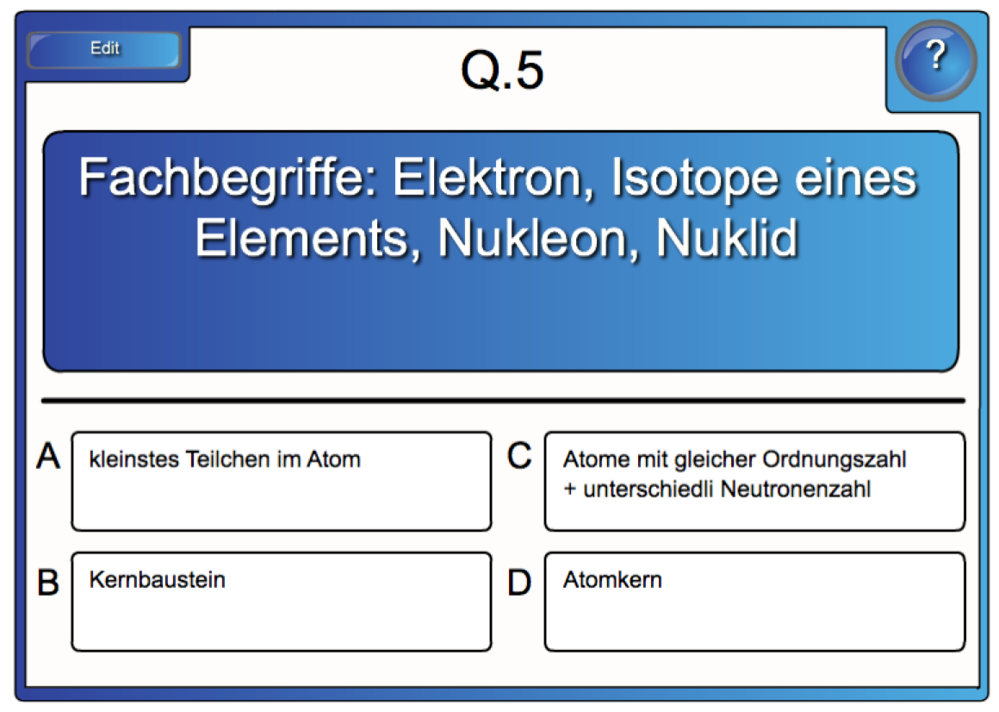 Edit
Q.5
?
Fachbegriffe: Elektron, Isotope eines
Elements, Nukleon, Nuklid
A
kleinstes Teilchen im Atom
C
Atome mit gleicher Ordnungszahl
+ unterschiedli Neutronenzahl
B
Kernbaustein
D
Atomkern